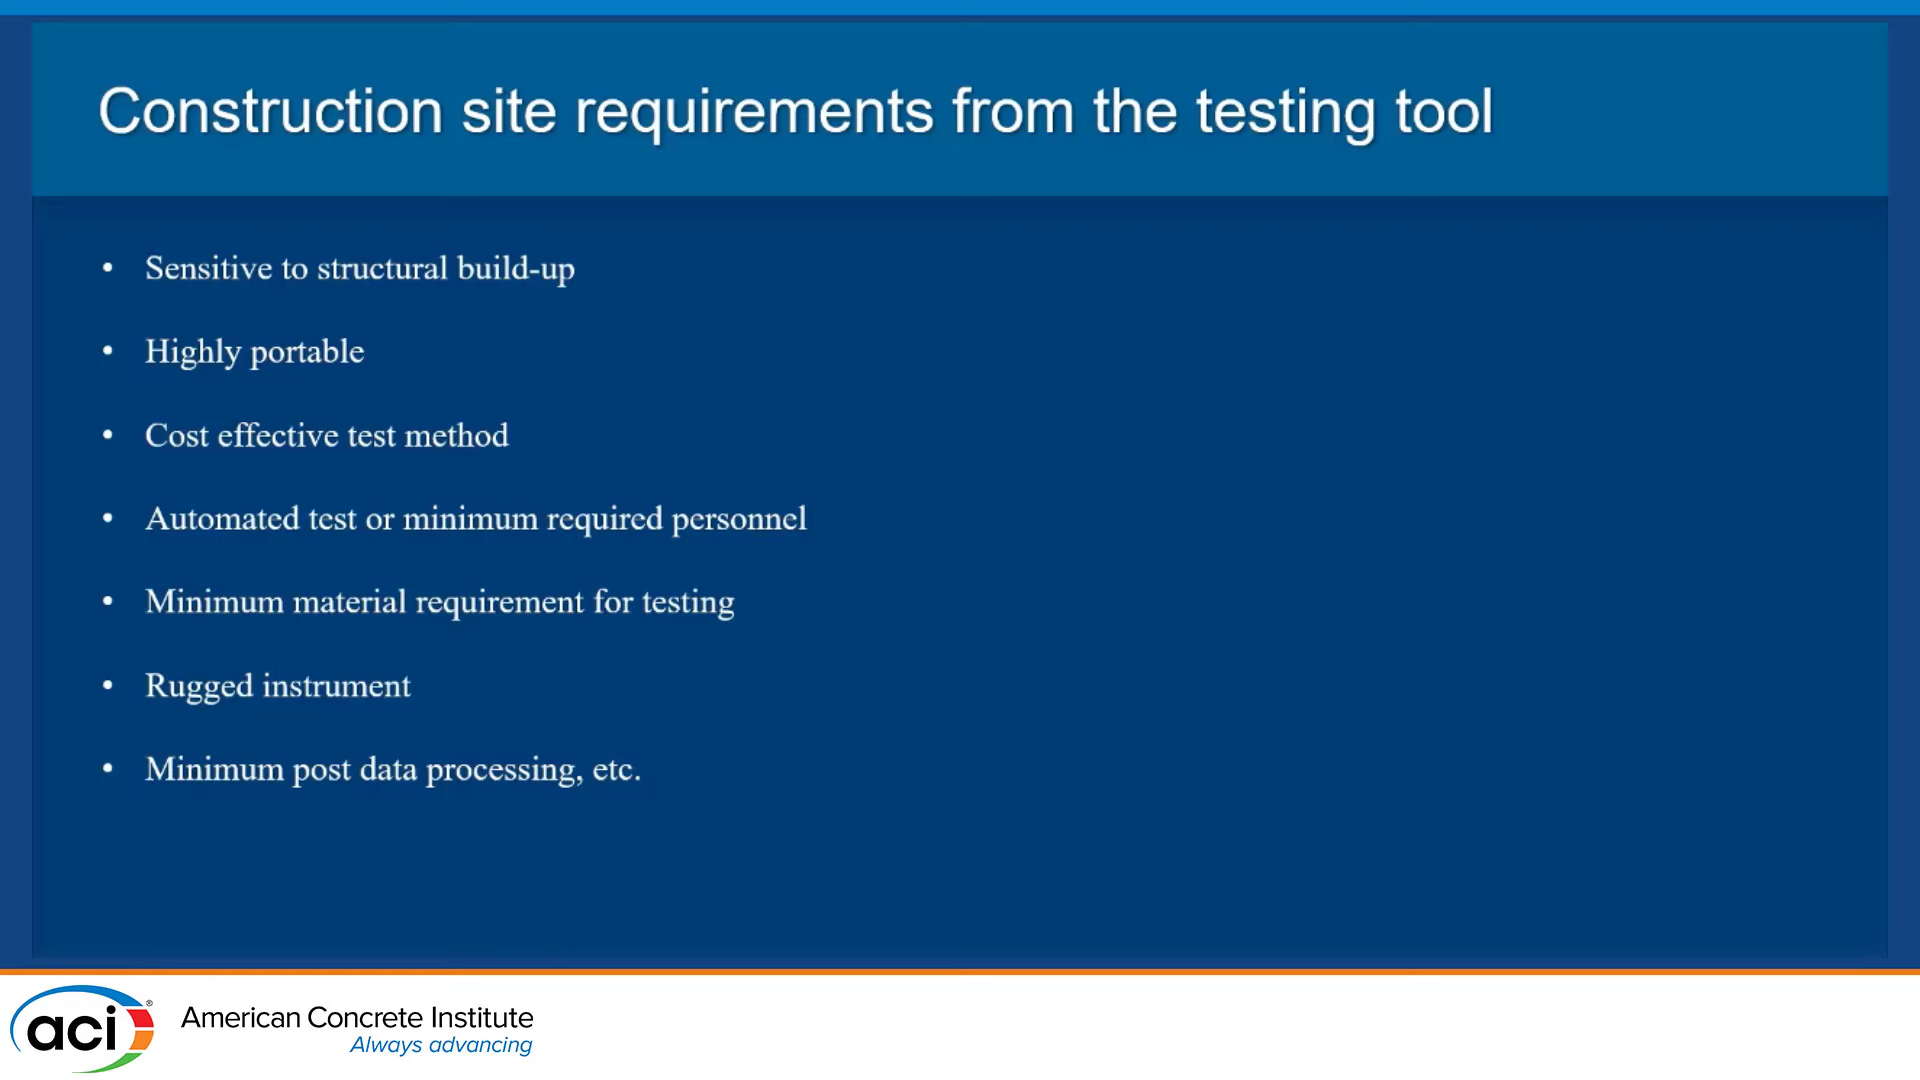 Construction site requirements from the testing tool
• Sensitive to structural build-up
• Highly portable
• Cost effective test method
• Automated test or minimum required personnel
• Minimum material requirement for testing
• Rugged instrument
• Minimum post data processing, etc.
aci®
American Concrete Institute
Always advancing